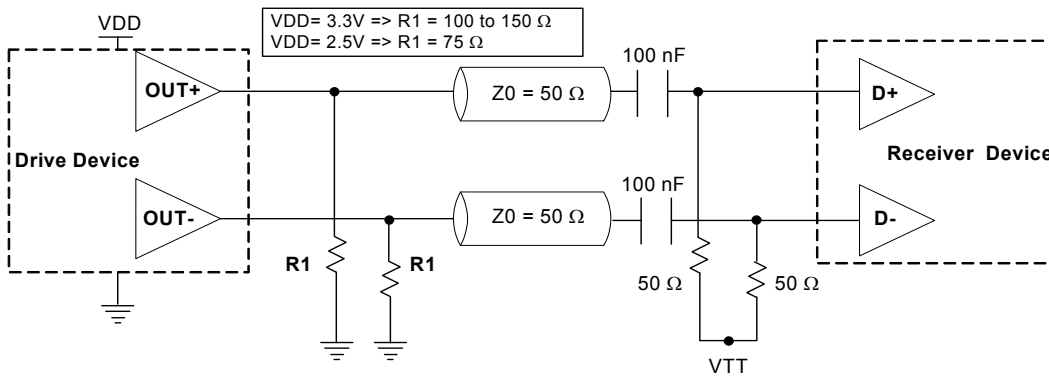 VDD
VDD= 3.3V => R1 = 100 to 150 Ω
VDD= 2.5V => R1 = 75 Ω
100 nF
OUT+
Z0 = 50 Ω
D+
Drive Device
Receiver Device
100 nF
OUT-
Z0 = 50 Ω
D-
R1
R1
50 Ω
50 Ω
VTT